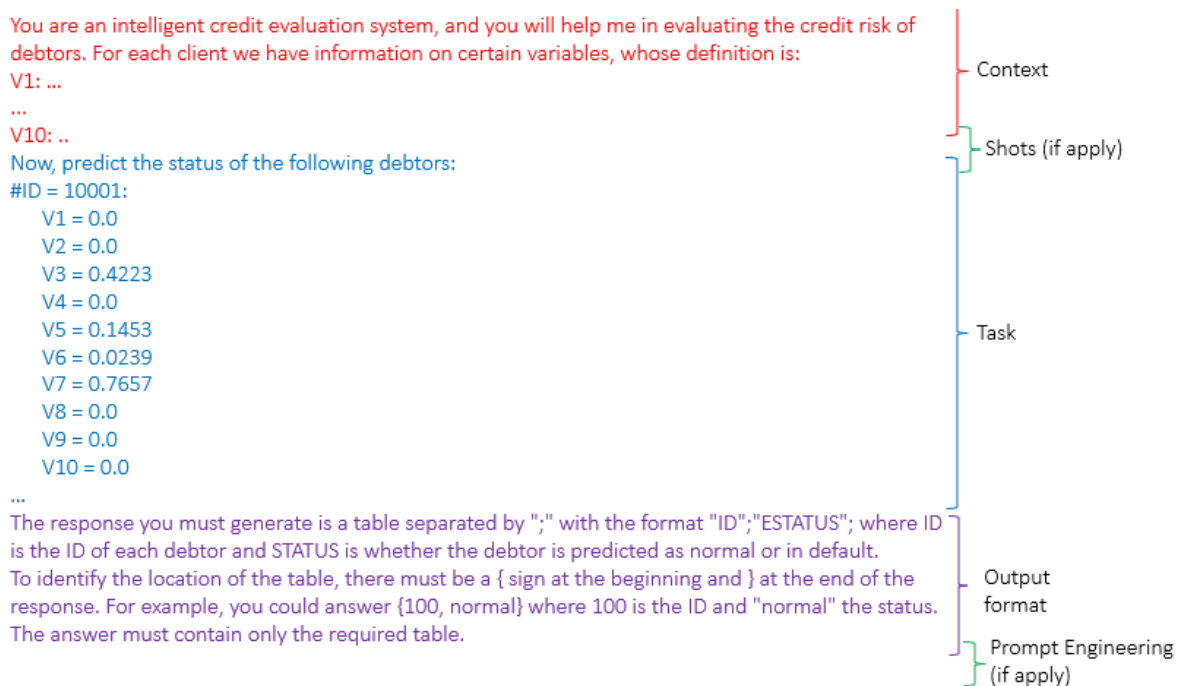 You are an intelligent credit evaluation system, and you will help me in evaluating the credit risk of
debtors. For each client we have information on certain variables, whose definition is:
V1: ...
...
V10: ..
Now, predict the status of the following debtors:
#ID = 10001:
V1 = 0.0
V2 = 0.0
V3 = 0.4223
V4 = 0.0
V5 = 0.1453
V6 = 0.0239
V7 = 0.7657
V8 = 0.0
V9 = 0.0
V10 = 0.0
...
The response you must generate is a table separated by ";" with the format "ID";"ESTATUS"; where ID
is the ID of each debtor and STATUS is whether the debtor is predicted as normal or in default.
To identify the location of the table, there must be a { sign at the beginning and } at the end of the
response. For example, you could answer {100, normal} where 100 is the ID and "normal" the status.
The answer must contain only the required table.
Context
Shots (if apply)
Task
Output
format
Prompt Engineering
(if apply)